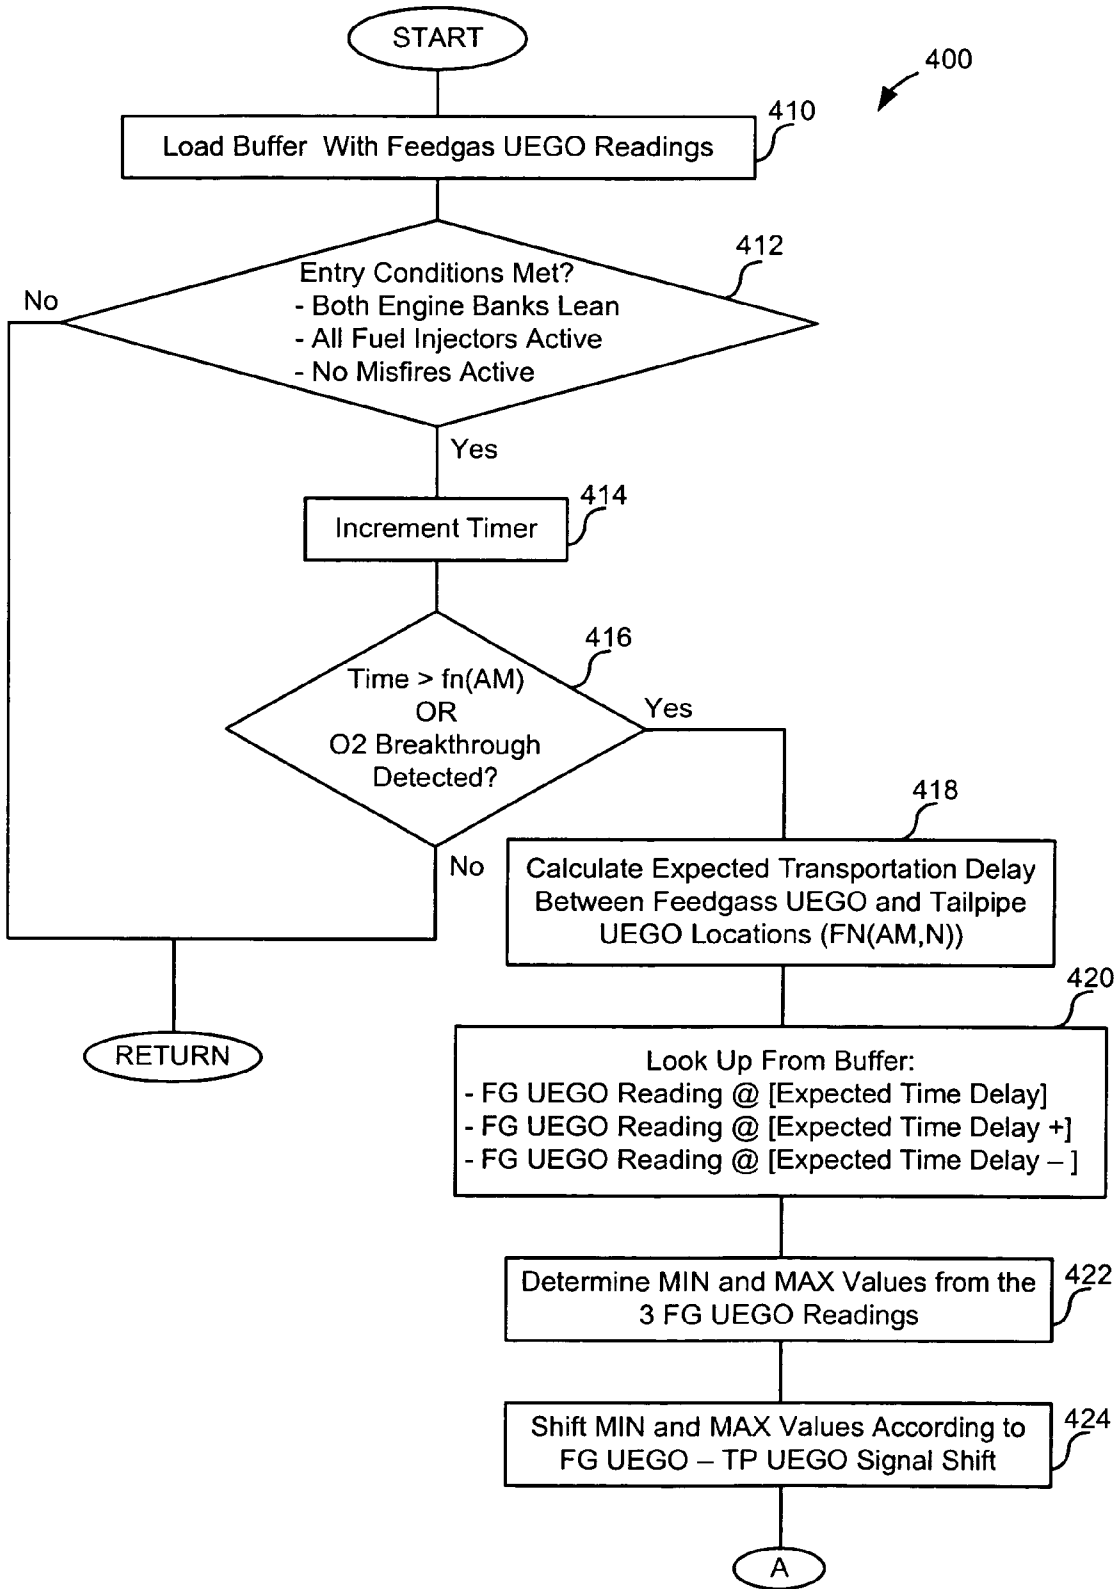 START
400
410
Load Buffer With Feedgas UEGO Readings
412
Entry Conditions Met?
- Both Engine Banks Lean
- All Fuel Injectors Active
- No Misfires Active
No
Yes
414
Increment Timer
416
Time > fn(AM)
OR
O2 Breakthrough
Detected?
Yes
No
418
Calculate Expected Transportation Delay
Between Feedgass UEGO and Tailpipe
UEGO Locations (FN(AM,N))
RETURN
420
Look Up From Buffer:
- FG UEGO Reading @ [Expected Time Delay]
- FG UEGO Reading @ [Expected Time Delay +]
- FG UEGO Reading @ [Expected Time Delay – ]
422
Determine MIN and MAX Values from the
3 FG UEGO Readings
424
Shift MIN and MAX Values According to
FG UEGO – TP UEGO Signal Shift
A